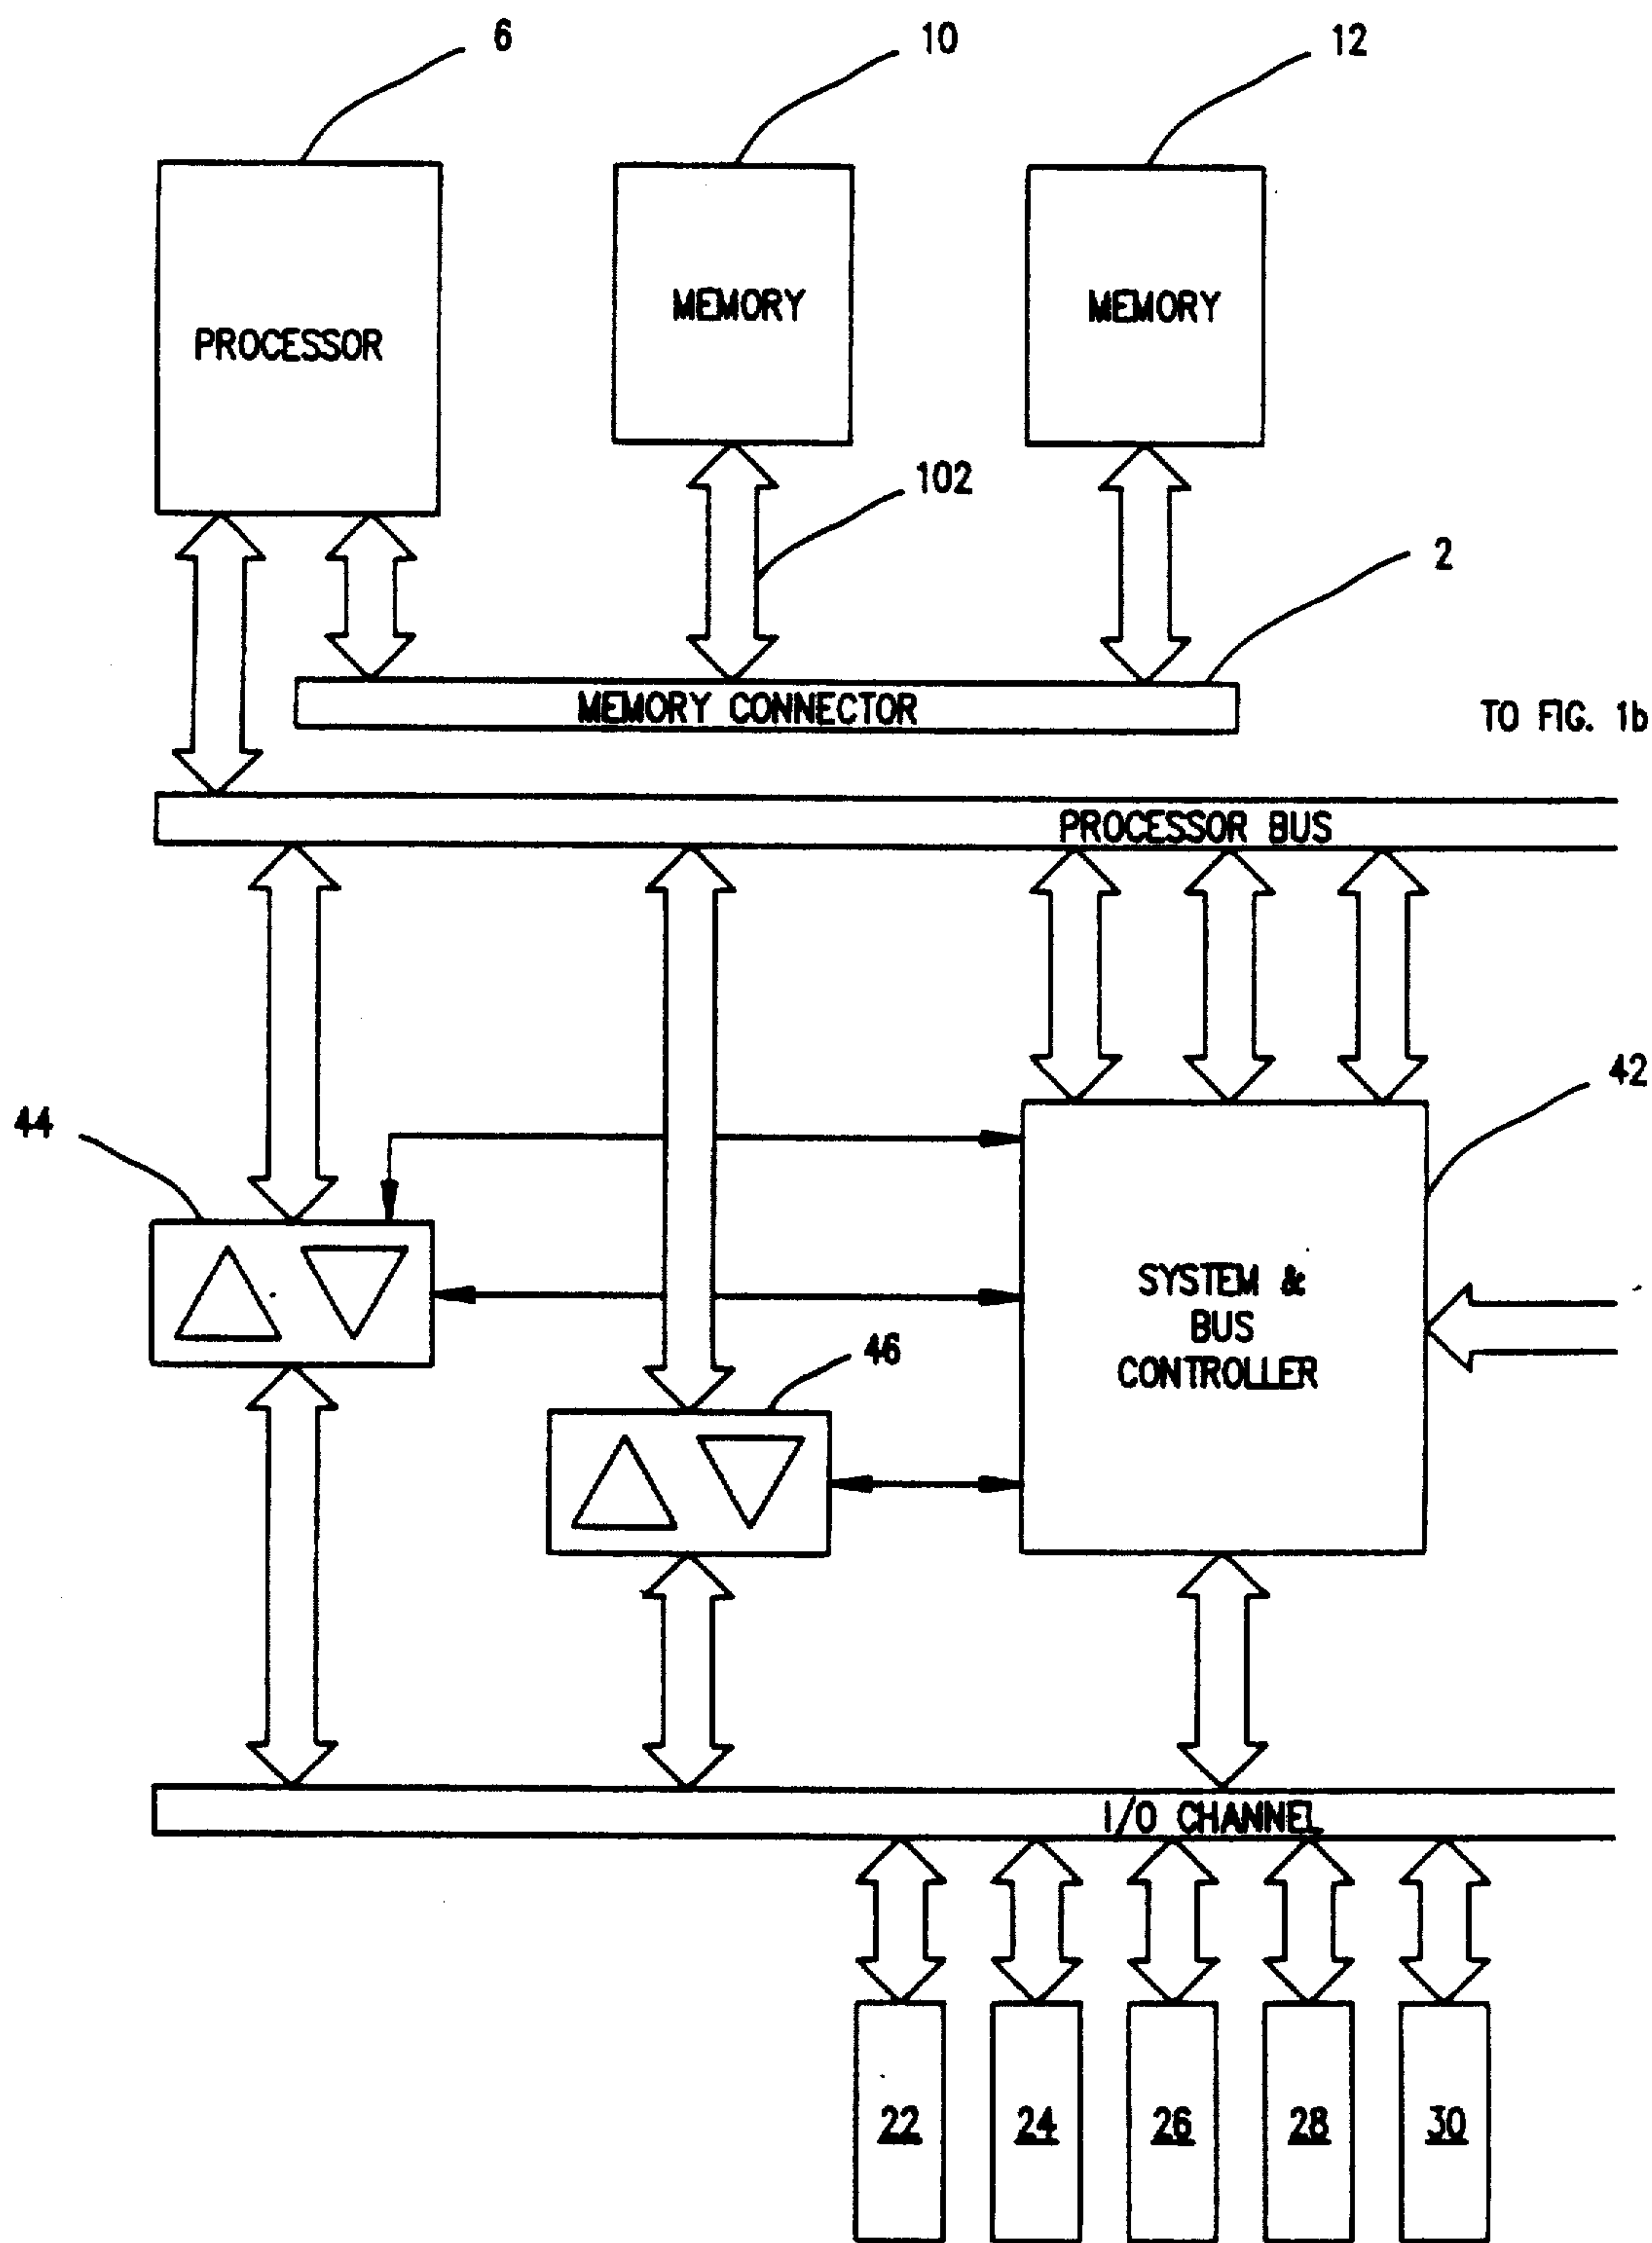 6
10
12
PROCESSOR
MEMORY
MEMORY
102
2
MEMORY CONNECTOR
TO FIG. 1b
PROCESSOR BUS
42
44
SYSTEM &
BUS
CONTROLLER
46
I/O CHANNEL
22
24
26
28
30